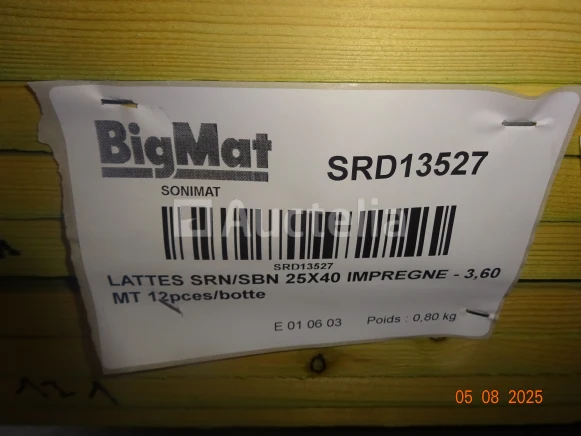 BigMat
SONIMAT
SRD13527
Auctelia
SRD13527
LATTES SRN/SBN 25X40 IMPREGNE - 3,60
MT 12pces/botte
E 01 06 03 Poids : 0,80 kg
05 08 2025